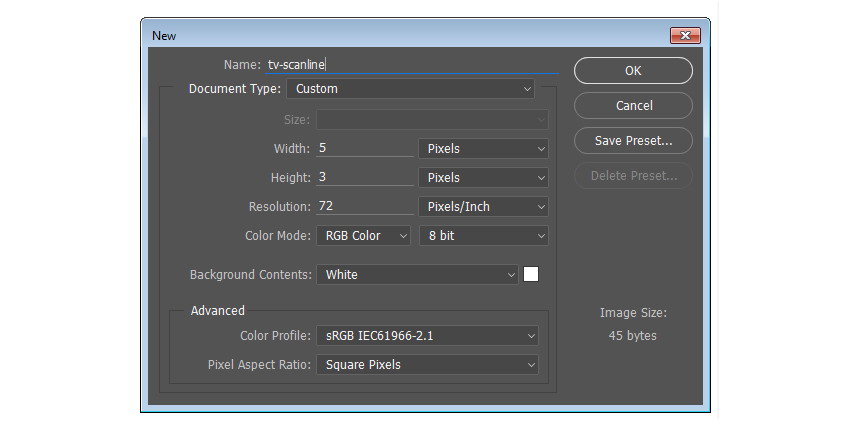 New
Name: tv-scanline
Document Type: Custom
Size:
Width: 5 Pixels
Height: 3 Pixels
Resolution: 72 Pixels/Inch
Color Mode: RGB Color 8 bit
Background Contents: White
Advanced
Color Profile: sRGB IEC61966-2.1
Pixel Aspect Ratio: Square Pixels
OK
Cancel
Save Preset...
Delete Preset...
Image Size:
45 bytes